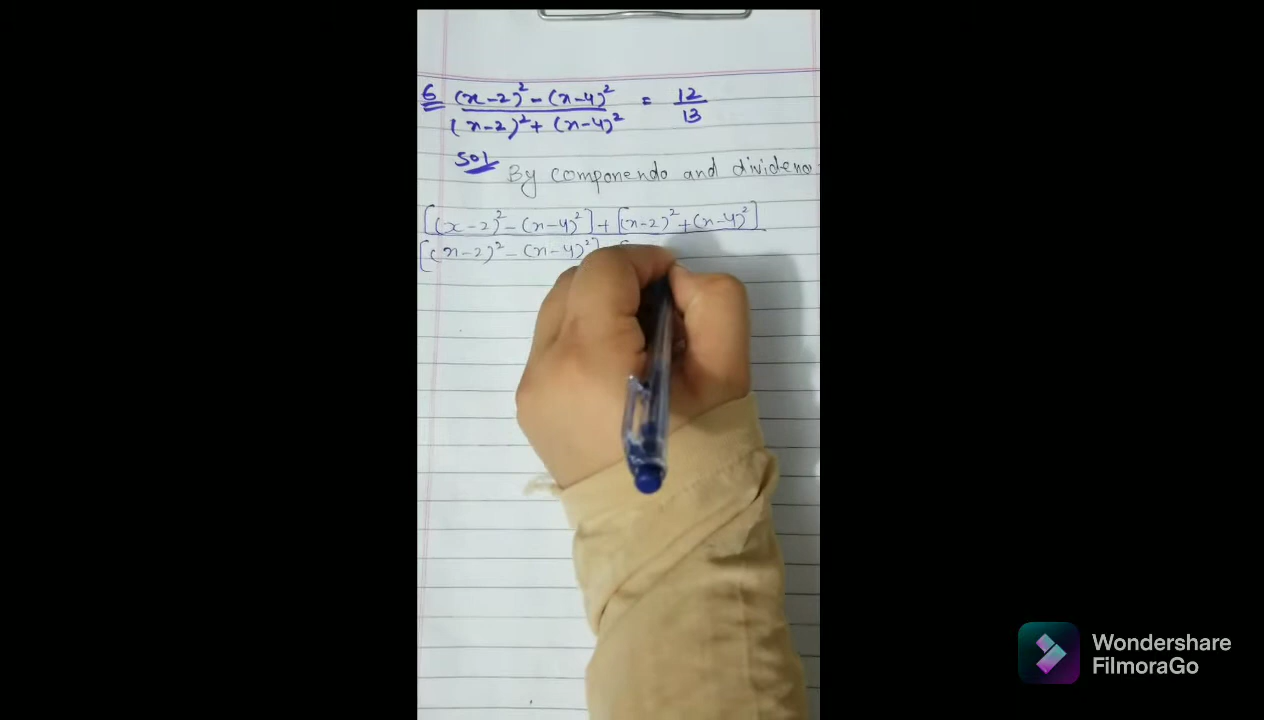 6 (x-2)² - (x-4)² = 12
(x-2)² + (x-4)² 13
Sol By componendo and dividend
[(x-2)² - (x-4)²] + [(x-2)² + (x-4)²]
[(x-2)² - (x-4)²]
Wondershare
FilmoraGo